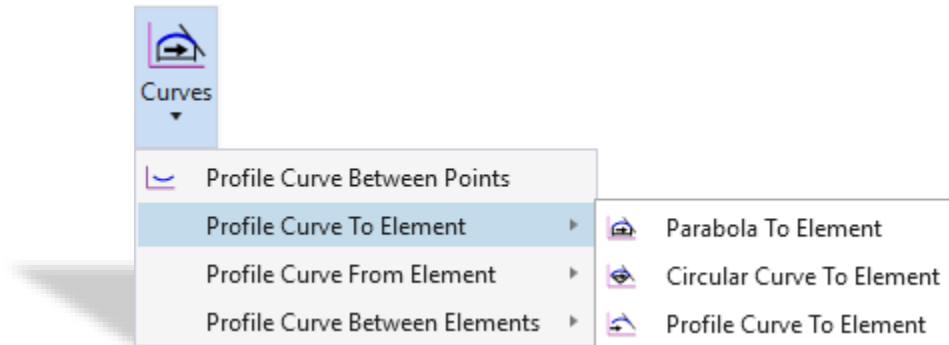 Curves
Profile Curve Between Points
Profile Curve To Element
Profile Curve From Element
Profile Curve Between Elements
Parabola To Element
Circular Curve To Element
Profile Curve To Element